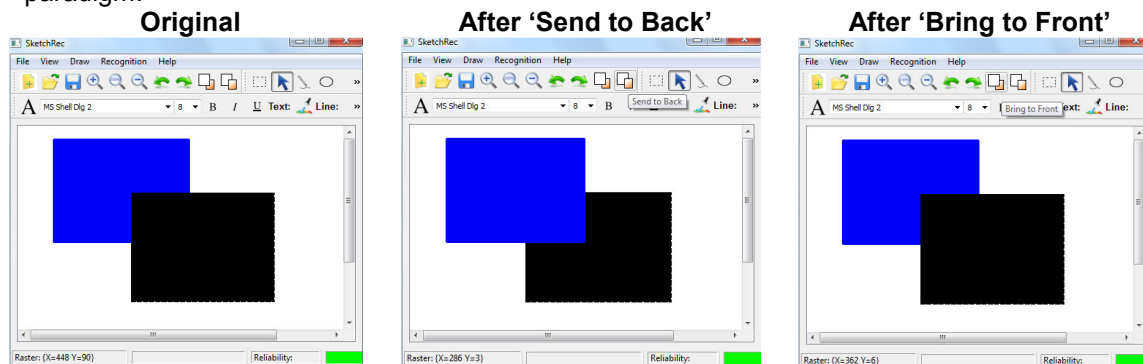 Original
After ‘Send to Back’
After ‘Bring to Front’
SketchRec
File View Draw Recognition Help
A MS Shell Dlg 2 8 B I U Text: Line: »
Raster: {X=448 Y=90} Reliability:
SketchRec
File View Draw Recognition Help
A MS Shell Dlg 2 8 B Line: »
Send to Back
Raster: {X=286 Y=3} Reliability:
SketchRec
File View Draw Recognition Help
A MS Shell Dlg 2 8 ext: Line:
Bring to Front
Raster: {X=362 Y=6} Reliability: